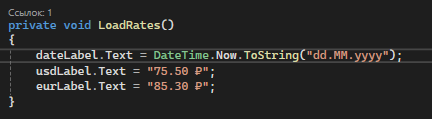 Ссылок: 1
private void LoadRates()
{
dateLabel.Text = DateTime.Now.ToString("dd.MM.yyyy");
usdLabel.Text = "75.50 ₽";
eurLabel.Text = "85.30 ₽";
}